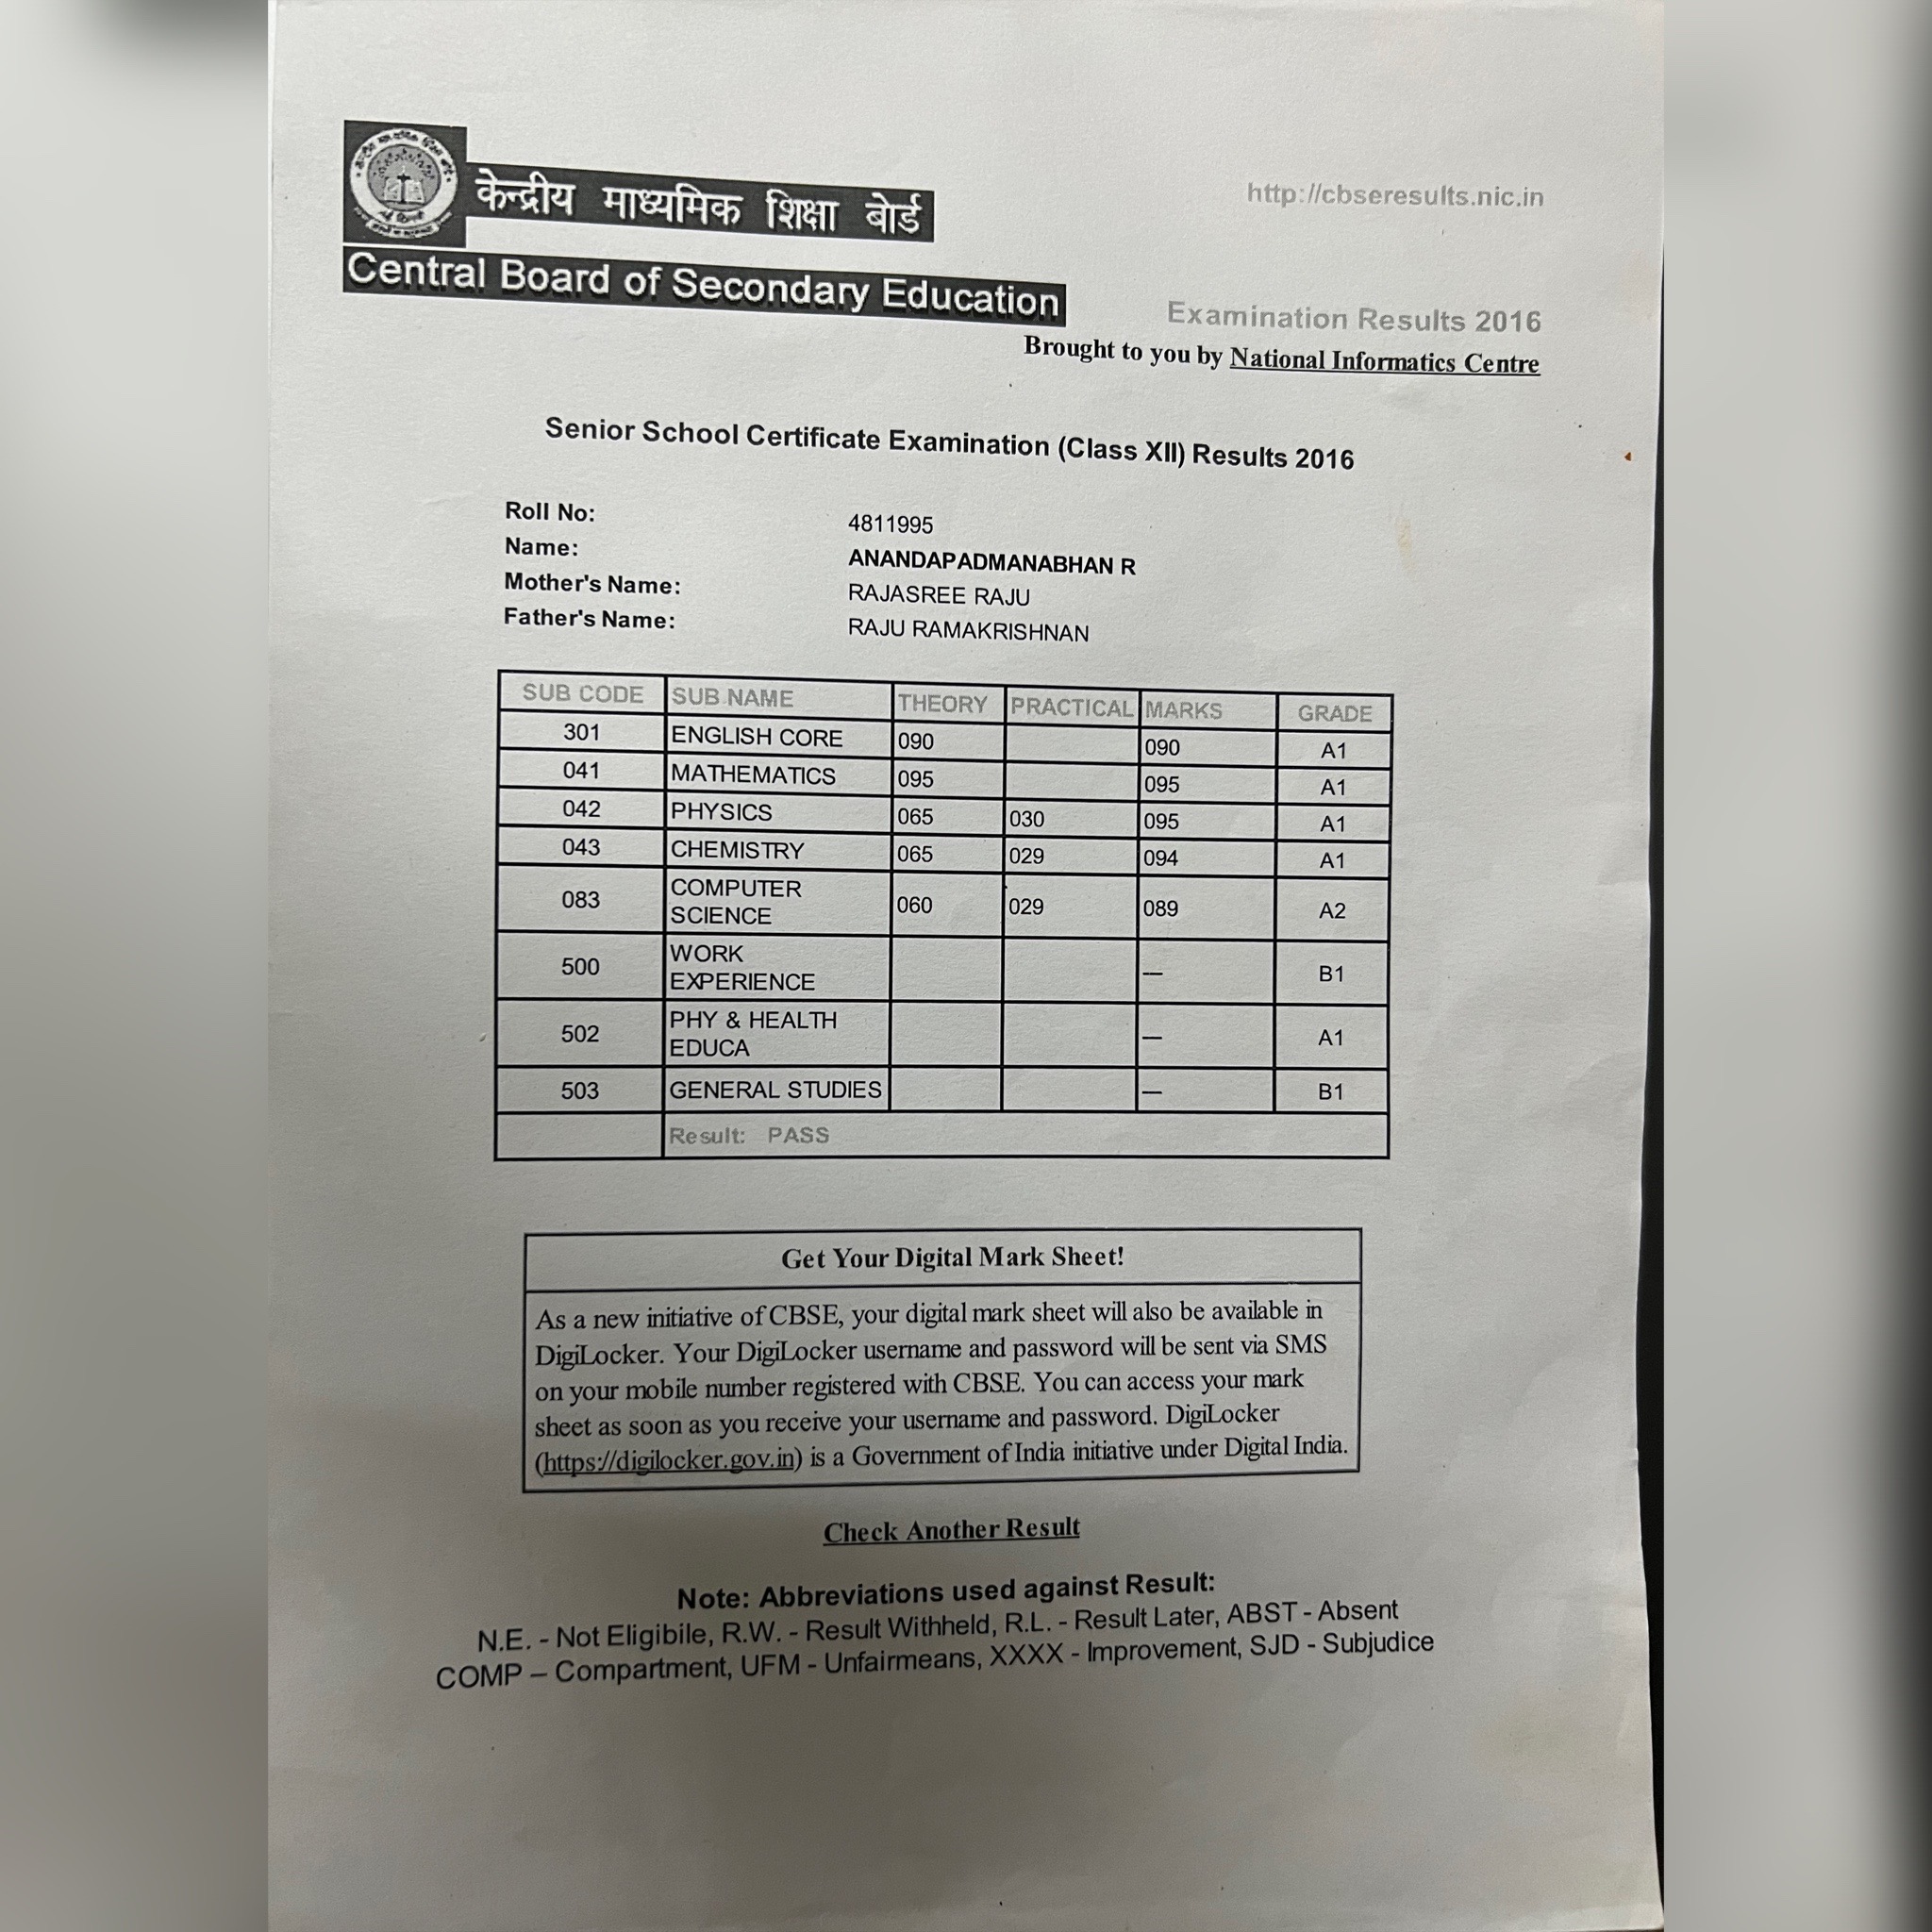 केन्द्रीय माध्यमिक शिक्षा बोर्ड
http://cbseresults.nic.in
Central Board of Secondary Education
Examination Results 2016
Brought to you by National Informatics Centre
Senior School Certificate Examination (Class XII) Results 2016
Roll No: 4811995
Name: ANANDAPADMANABHAN R
Mother's Name: RAJASREE RAJU
Father's Name: RAJU RAMAKRISHNAN
SUB CODE SUB NAME THEORY PRACTICAL MARKS GRADE
301 ENGLISH CORE 090 090 A1
041 MATHEMATICS 095 095 A1
042 PHYSICS 065 030 095 A1
043 CHEMISTRY 065 029 094 A1
083 COMPUTER SCIENCE 060 029 089 A2
500 WORK EXPERIENCE --- B1
502 PHY & HEALTH EDUCA --- A1
503 GENERAL STUDIES --- B1
Result: PASS
Get Your Digital Mark Sheet!
As a new initiative of CBSE, your digital mark sheet will also be available in
DigiLocker. Your DigiLocker username and password will be sent via SMS
on your mobile number registered with CBSE. You can access your mark
sheet as soon as you receive your username and password. DigiLocker
(https://digilocker.gov.in) is a Government of India initiative under Digital India.
Check Another Result
Note: Abbreviations used against Result:
N.E. - Not Eligibile, R.W. - Result Withheld, R.L. - Result Later, ABST - Absent
COMP – Compartment, UFM - Unfairmeans, XXXX - Improvement, SJD - Subjudice